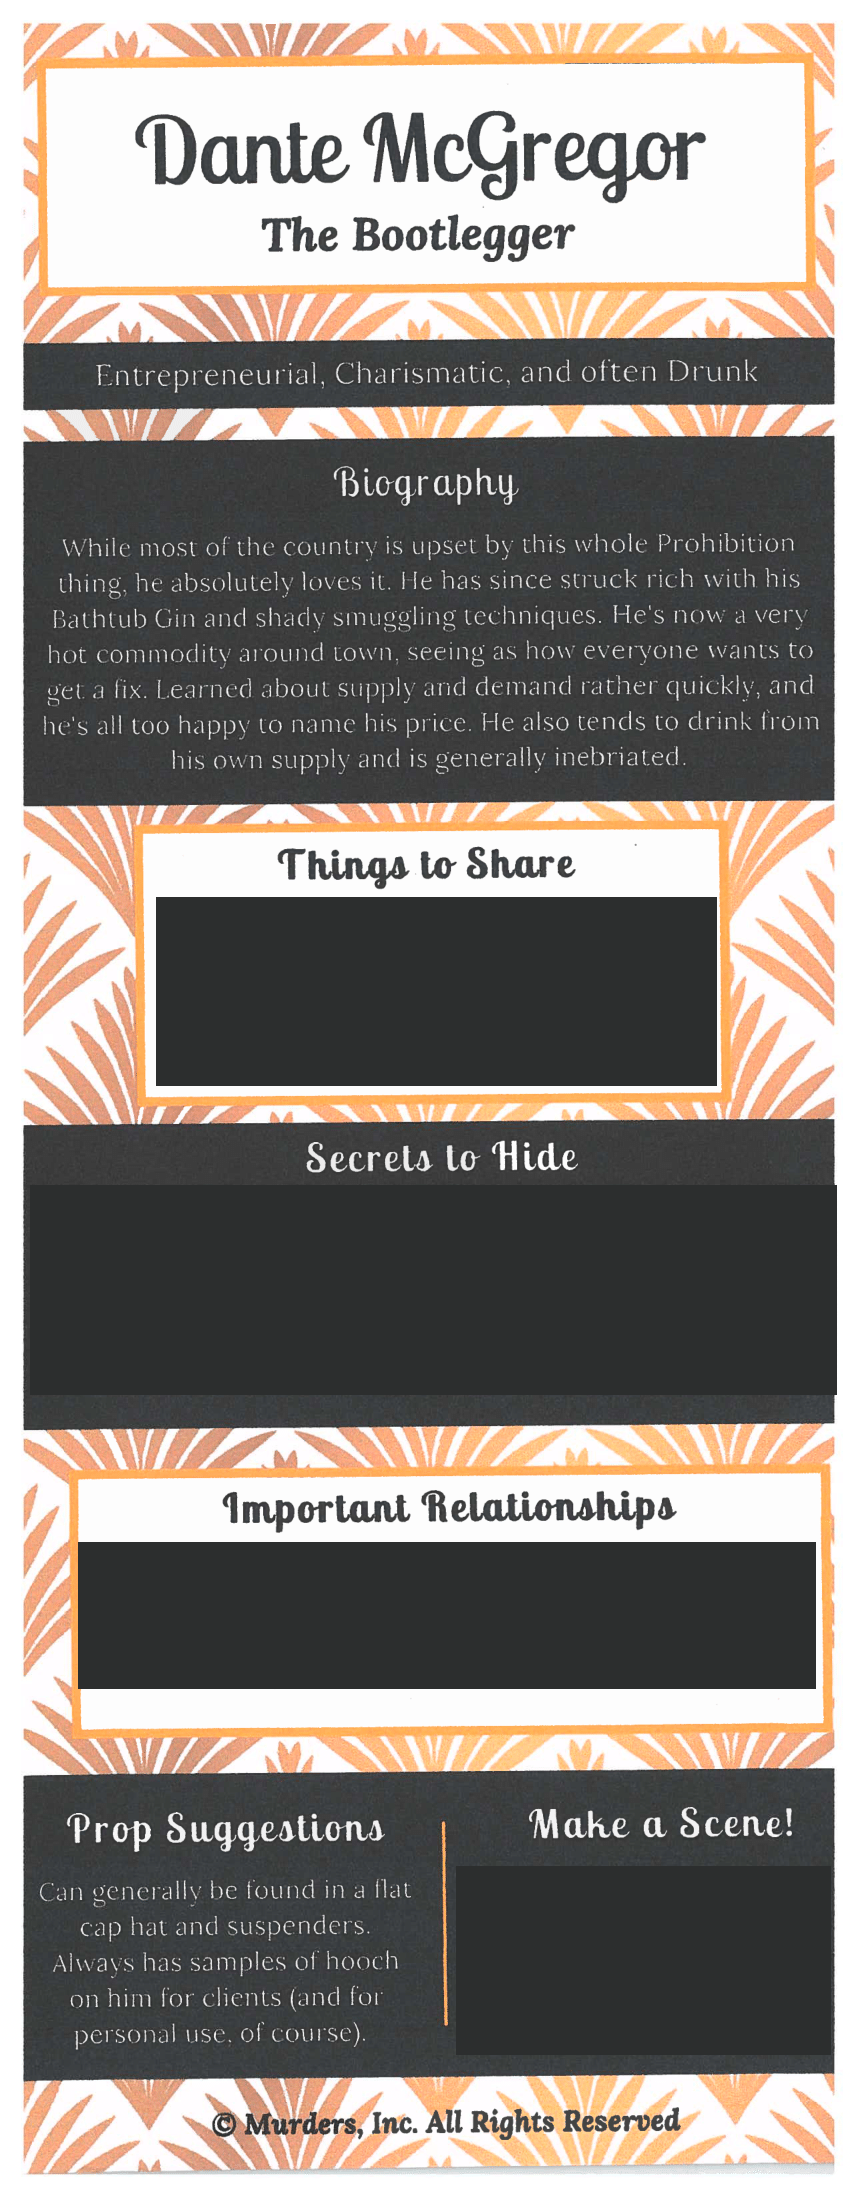 Dante McGregor
The Bootlegger
Entrepreneurial, Charismatic, and often Drunk
Biography
While most of the country is upset by this whole Prohibition
thing, he absolutely loves it. He has since struck rich with his
Bathtub Gin and shady smuggling techniques. He's now a very
hot commodity around town, seeing as how everyone wants to
get a fix. Learned about supply and demand rather quickly, and
he's all too happy to name his price. He also tends to drink from
his own supply and is generally inebriated.
Things to Share
Secrets to Hide
Important Relationships
Prop Suggestions
Can generally be found in a flat
cap hat and suspenders.
Always has samples of hooch
on him for clients (and for
personal use, of course).
Make a Scene!
© Murders, Inc. All Rights Reserved